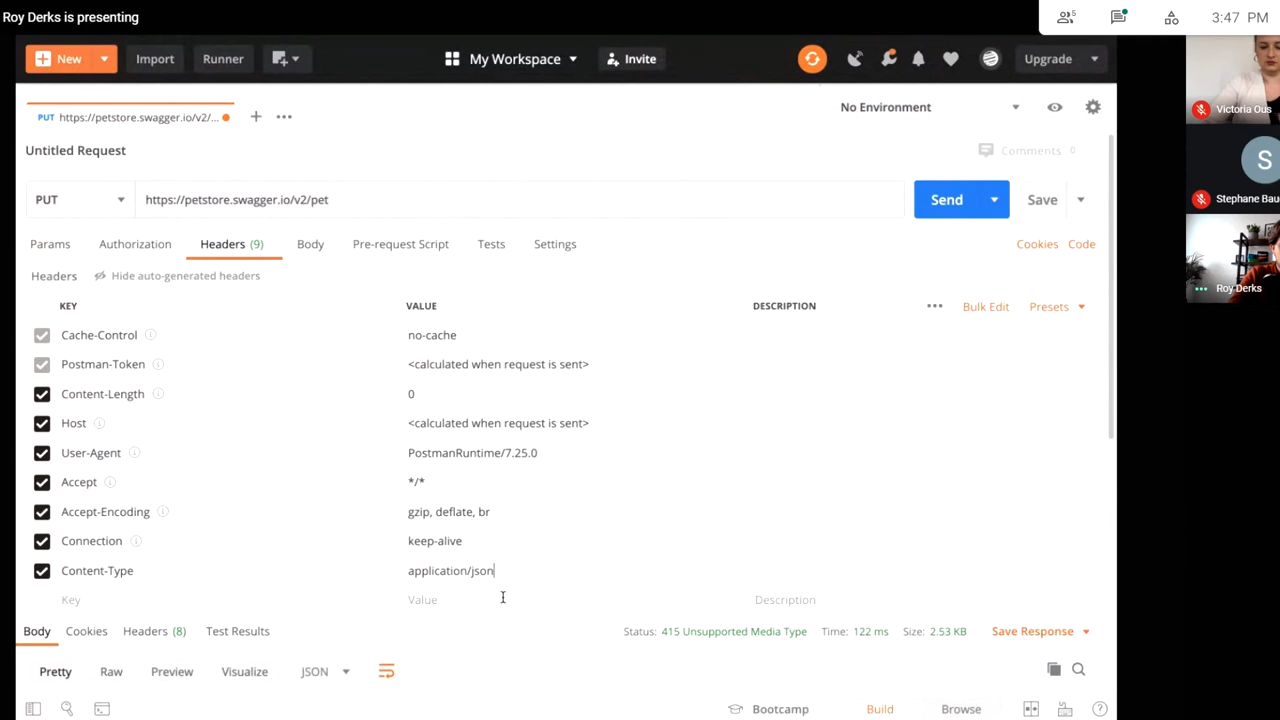 Roy Derks is presenting
5
3:47 PM
New
Import
Runner
My Workspace
Invite
Upgrade
Victoria Ous
S
Stephane Bau
Roy Derks
PUT https://petstore.swagger.io/v2/...
No Environment
Untitled Request
Comments 0
PUT
https://petstore.swagger.io/v2/pet
Send
Save
Params
Authorization
Headers (9)
Body
Pre-request Script
Tests
Settings
Cookies
Code
Headers
Hide auto-generated headers
KEY VALUE DESCRIPTION
Bulk Edit
Presets
Cache-Control no-cache
Postman-Token <calculated when request is sent>
Content-Length 0
Host <calculated when request is sent>
User-Agent PostmanRuntime/7.25.0
Accept */*
Accept-Encoding gzip, deflate, br
Connection keep-alive
Content-Type application/json
Key Value Description
Body
Cookies
Headers (8)
Test Results
Status: 415 Unsupported Media Type Time: 122 ms Size: 2.53 KB
Save Response
Pretty
Raw
Preview
Visualize
JSON
Bootcamp
Build
Browse